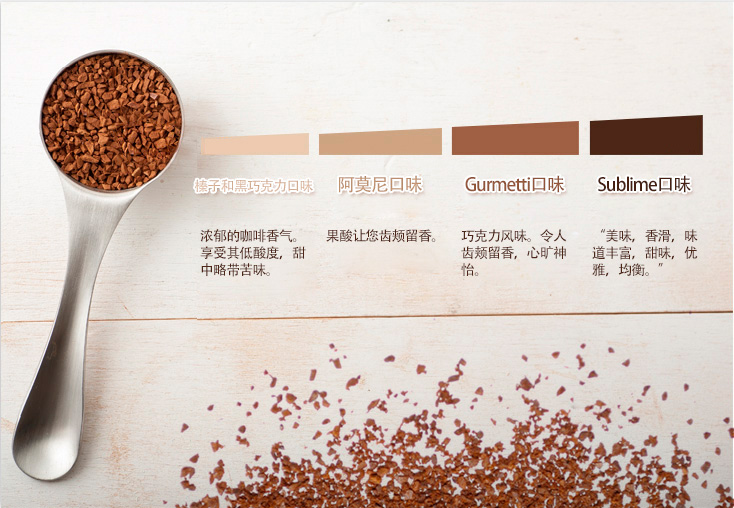 榛子和黑巧克力口味
阿莫尼口味
Gurmetti口味
Sublime口味
浓郁的咖啡香气。
享受其低酸度，甜
中略带苦味。
果酸让您齿颊留香。
巧克力风味。令人
齿颊留香，心旷神
怡。
“美味，香滑，味
道丰富，甜味，优
雅，均衡。”